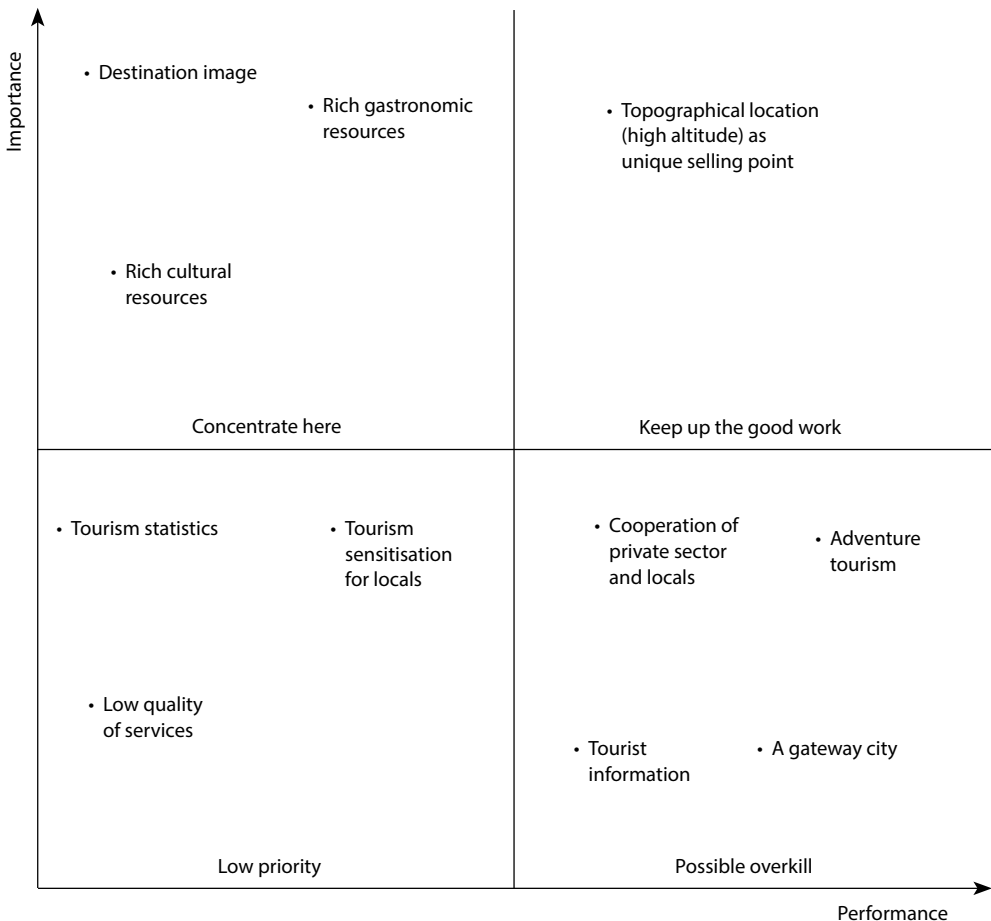 Importance
• Destination image
• Rich gastronomic
resources
• Rich cultural
resources
Concentrate here
• Topographical location
(high altitude) as
unique selling point
Keep up the good work
• Tourism statistics
• Tourism
sensitisation
for locals
• Low quality
of services
Low priority
• Cooperation of
private sector
and locals
• Adventure
tourism
• Tourist
information
• A gateway city
Possible overkill
Performance